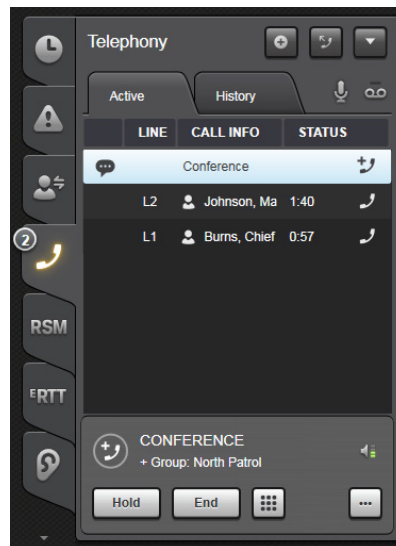 Telephony
Active History
LINE CALL INFO STATUS
Conference
L2 Johnson, Ma 1:40
2
L1 Burns, Chief 0:57
RSM
ERTT
CONFERENCE
+ Group: North Patrol
Hold End